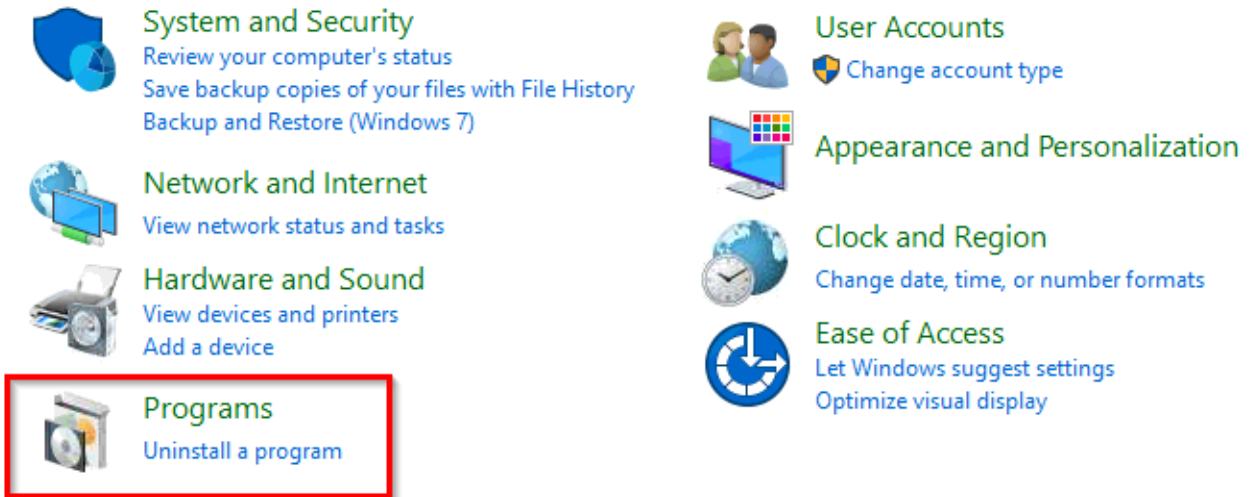 System and Security
Review your computer's status
Save backup copies of your files with File History
Backup and Restore (Windows 7)
Network and Internet
View network status and tasks
Hardware and Sound
View devices and printers
Add a device
Programs
Uninstall a program
User Accounts
Change account type
Appearance and Personalization
Clock and Region
Change date, time, or number formats
Ease of Access
Let Windows suggest settings
Optimize visual display